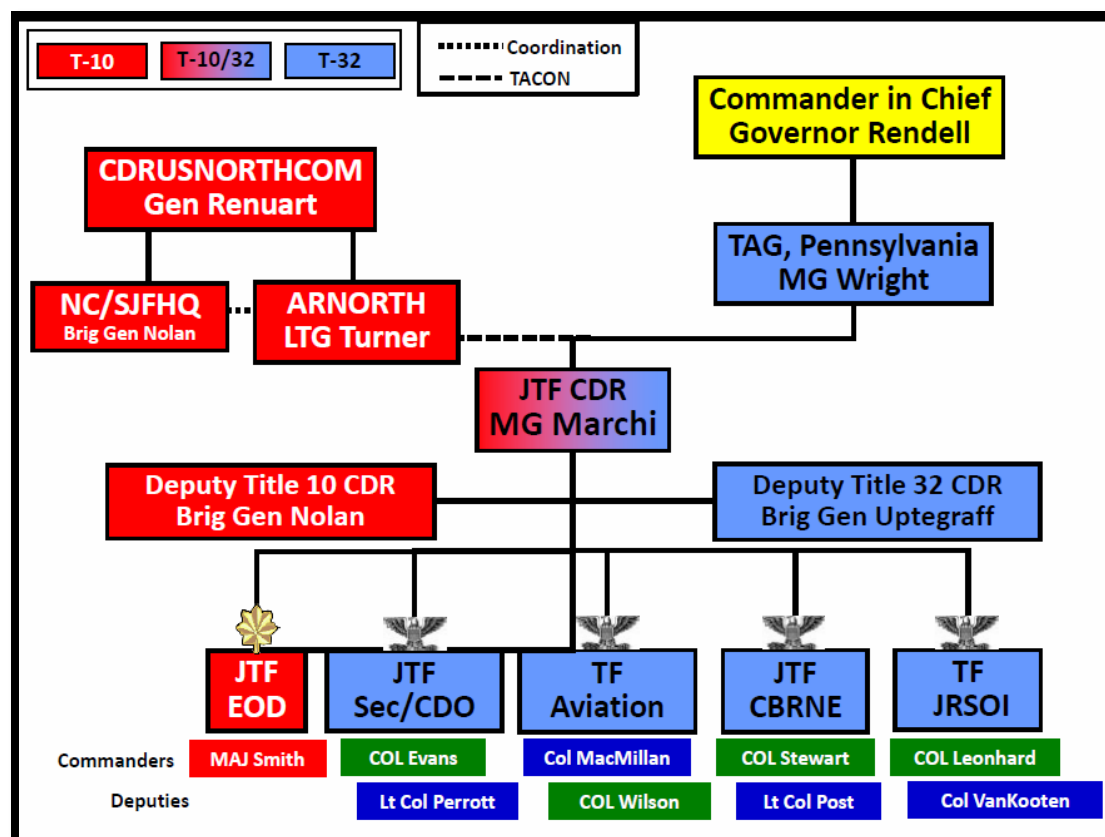 T-10
T-10/32
T-32
Coordination
TACON
Commander in Chief
Governor Rendell
CDRUSNORTHCOM
Gen Renuart
TAG, Pennsylvania
MG Wright
NC/SJFHQ
Brig Gen Nolan
ARNORTH
LTG Turner
JTF CDR
MG Marchi
Deputy Title 10 CDR
Brig Gen Nolan
Deputy Title 32 CDR
Brig Gen Uptegraff
JTF
EOD
JTF
Sec/CDO
TF
Aviation
JTF
CBRNE
TF
JRSOI
Commanders
MAJ Smith
COL Evans
Col MacMillan
COL Stewart
COL Leonhard
Deputies
Lt Col Perrott
COL Wilson
Lt Col Post
Col VanKooten